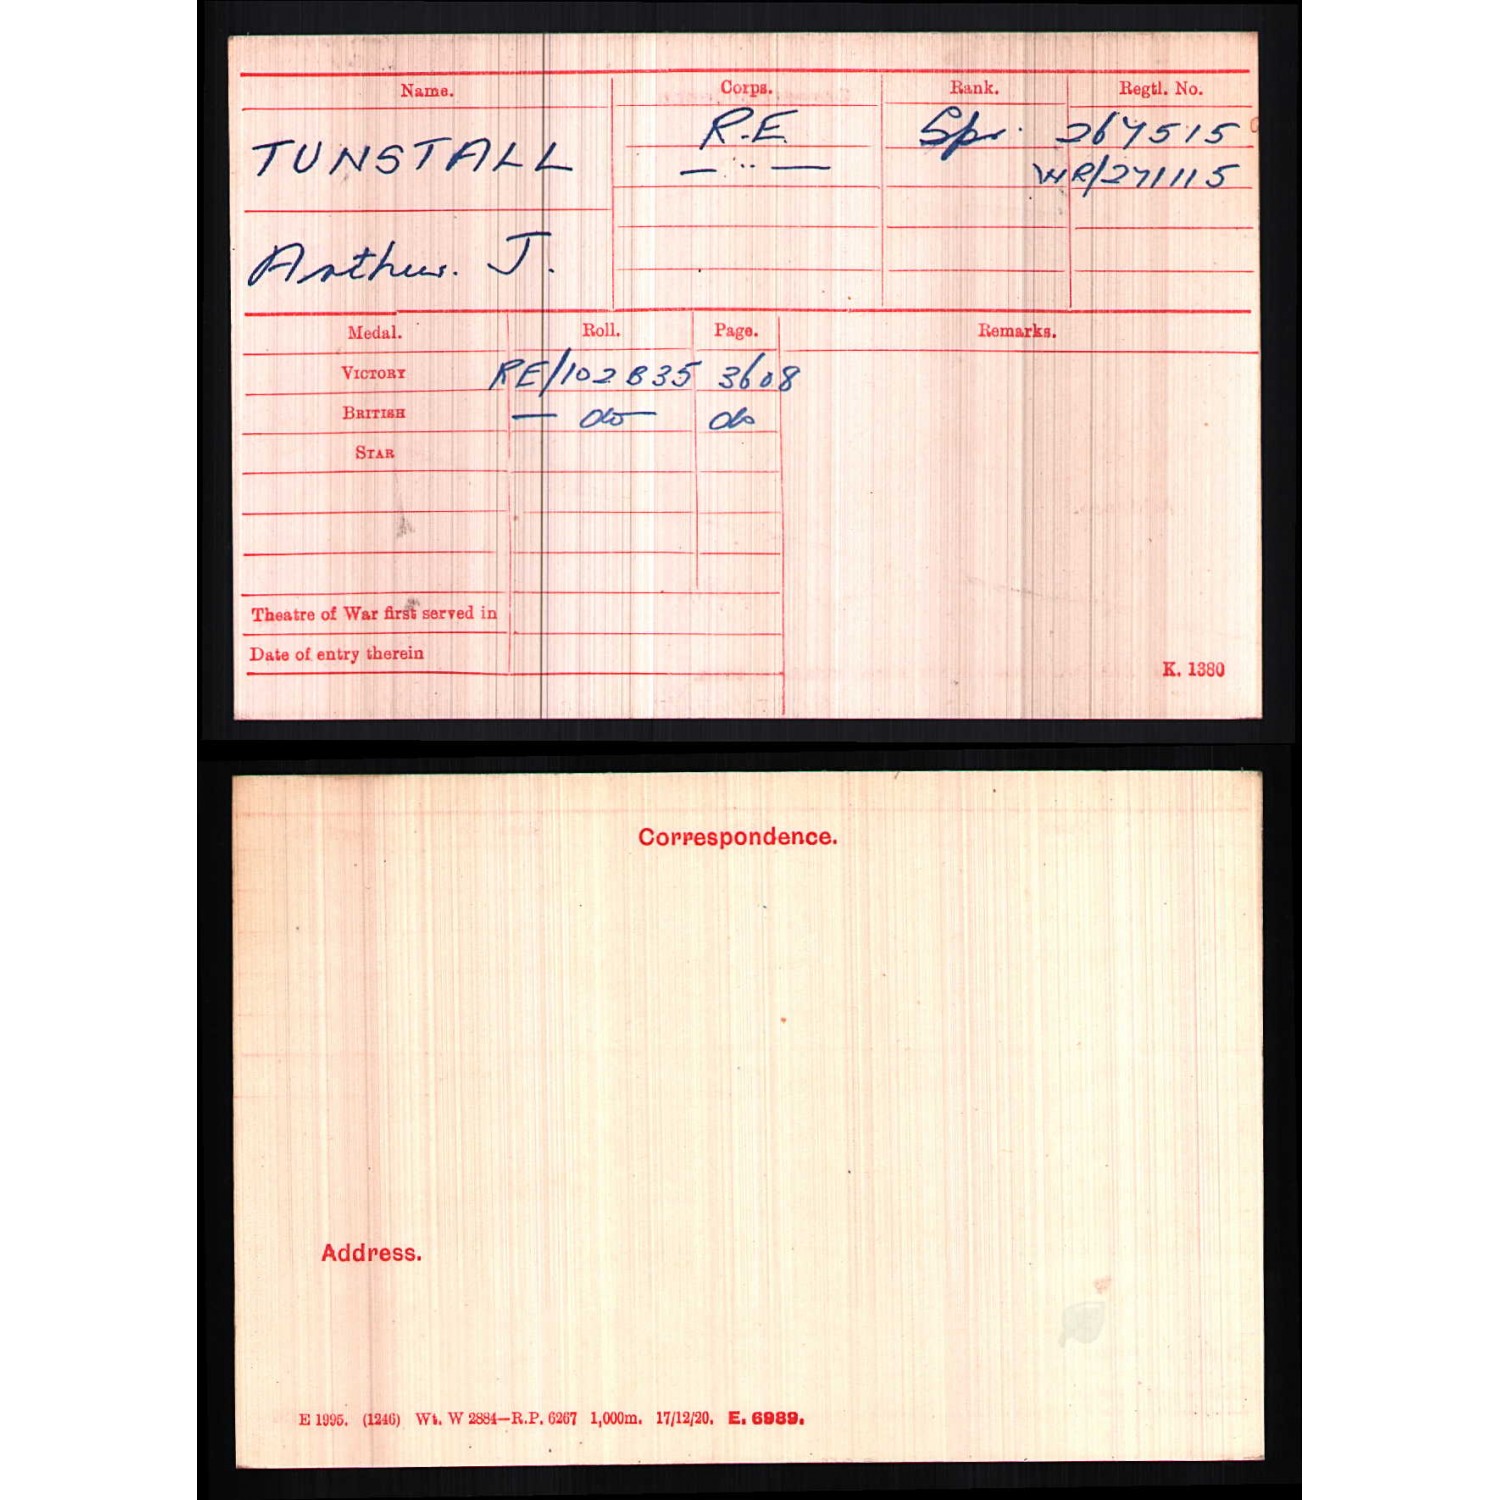 Name. Corps. Rank. Regtl. No.
TUNSTALL R.E Spr. 267515
— " — WR/271115
Arthur. J.
Medal. Roll. Page. Remarks.
VICTORY RE/102B35 3608
BRITISH — do — do
STAR
Theatre of War first served in
Date of entry therein
K. 1380
Correspondence.
Address.
E 1995. (1246) Wt. W 2884—R.P. 6267 1,000m. 17/12/20. E. 6989.